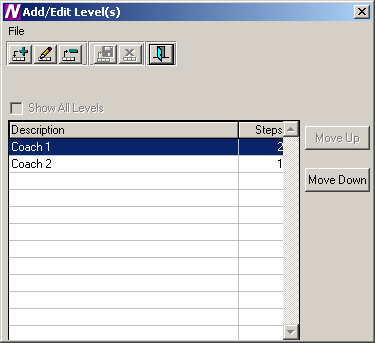 N Add/Edit Level(s)
File
Show All Levels
Description Steps
Coach 1 2
Coach 2 1
Move Up
Move Down